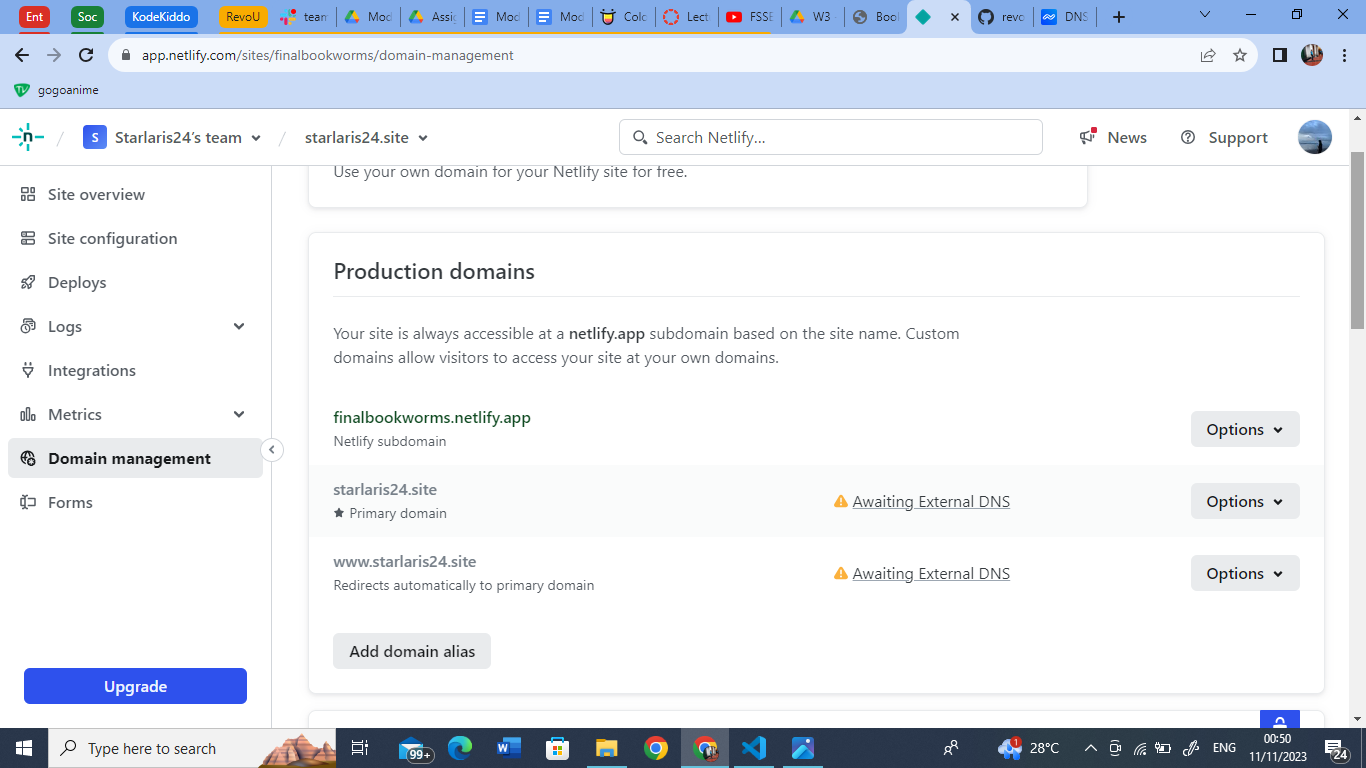 Ent
Soc
KodeKiddo
RevoU
team
Mod
Assig
Mod
Mod
Colo
Lect
FSSE
W3
Bool
revo
DNS
app.netlify.com/sites/finalbookworms/domain-management
gogoanime
n
S
Starlaris24's team
starlaris24.site
Search Netlify...
News
Support
Site overview
Site configuration
Deploys
Logs
Integrations
Metrics
Domain management
Forms
Upgrade
Use your own domain for your Netlify site for free.
Production domains
Your site is always accessible at a netlify.app subdomain based on the site name. Custom
domains allow visitors to access your site at your own domains.
finalbookworms.netlify.app
Netlify subdomain
Options
starlaris24.site
Primary domain
Awaiting External DNS
Options
www.starlaris24.site
Redirects automatically to primary domain
Awaiting External DNS
Options
Add domain alias
Type here to search
99+
1
28°C
ENG
00:50
11/11/2023
24